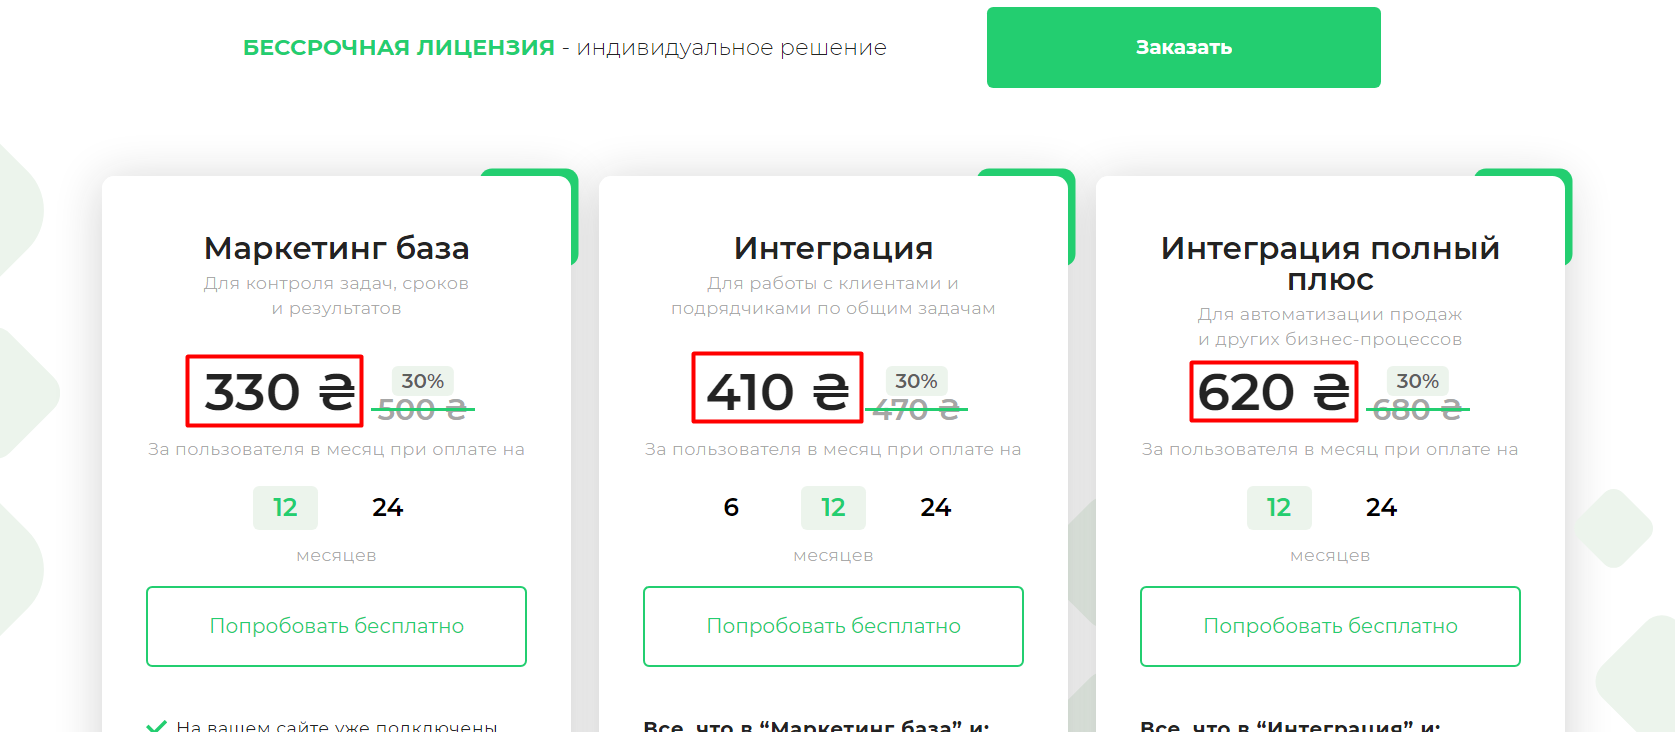 БЕССРОЧНАЯ ЛИЦЕНЗИЯ - индивидуальное решение
Заказать
Маркетинг база
Для контроля задач, сроков
и результатов
330 ₴
30%
500 ₴
За пользователя в месяц при оплате на
12 24
месяцев
Попробовать бесплатно
На вашем сайте уже подключены
Интеграция
Для работы с клиентами и
подрядчиками по общим задачам
410 ₴
30%
470 ₴
За пользователя в месяц при оплате на
6 12 24
месяцев
Попробовать бесплатно
Все, что в “Маркетинг база” и:
Интеграция полный
плюс
Для автоматизации продаж
и других бизнес-процессов
620 ₴
30%
680 ₴
За пользователя в месяц при оплате на
12 24
месяцев
Попробовать бесплатно
Все, что в “Интеграция” и: